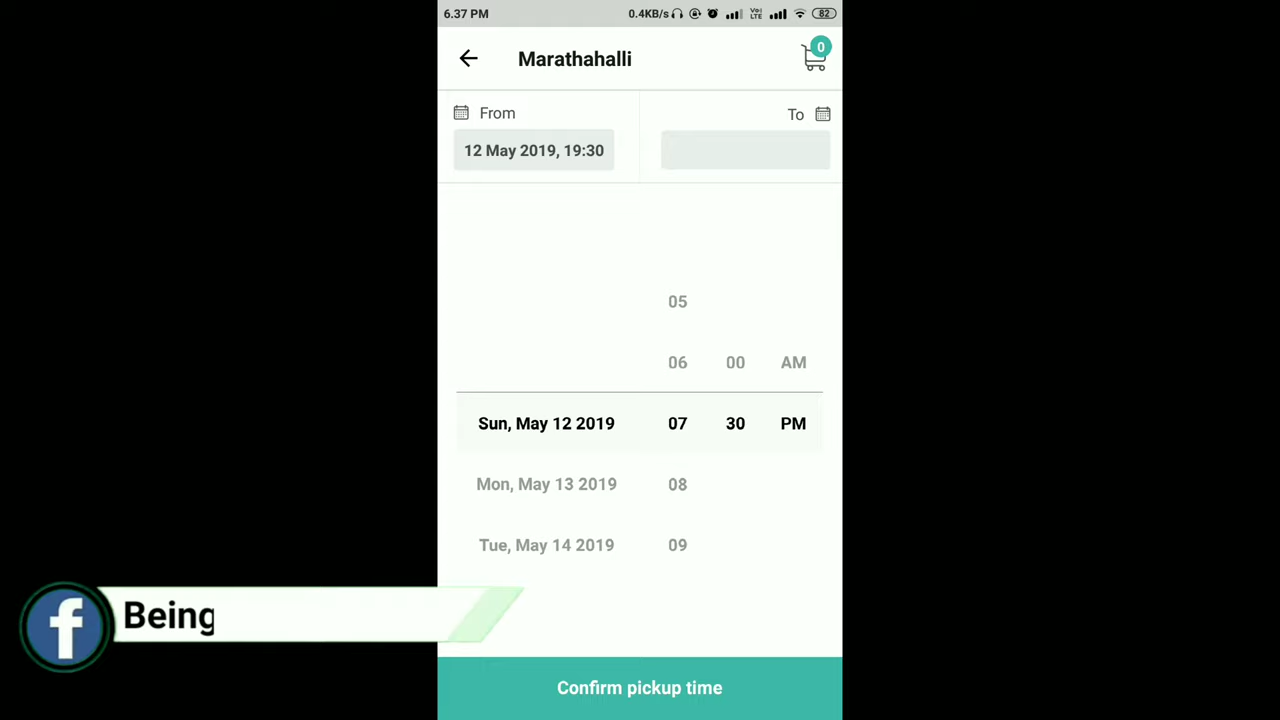 6.37 PM 0.4KB/s VoLTE 82
Marathahalli 0
From To
12 May 2019, 19:30
05
06 00 AM
Sun, May 12 2019 07 30 PM
Mon, May 13 2019 08
Tue, May 14 2019 09
f Being
Confirm pickup time